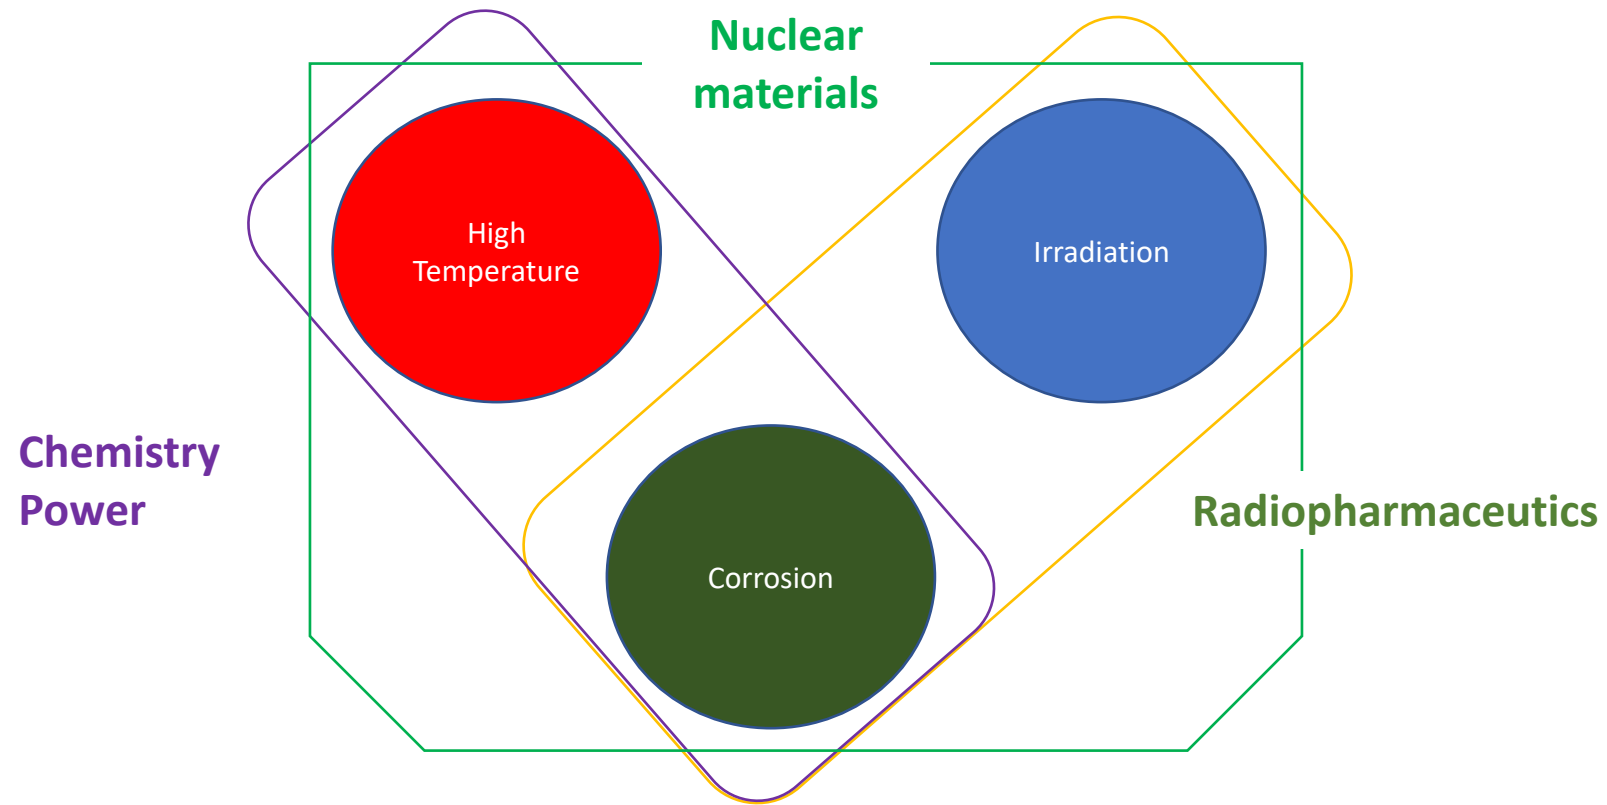 Nuclear
materials
High
Temperature
Irradiation
Chemistry
Power
Radiopharmaceutics
Corrosion